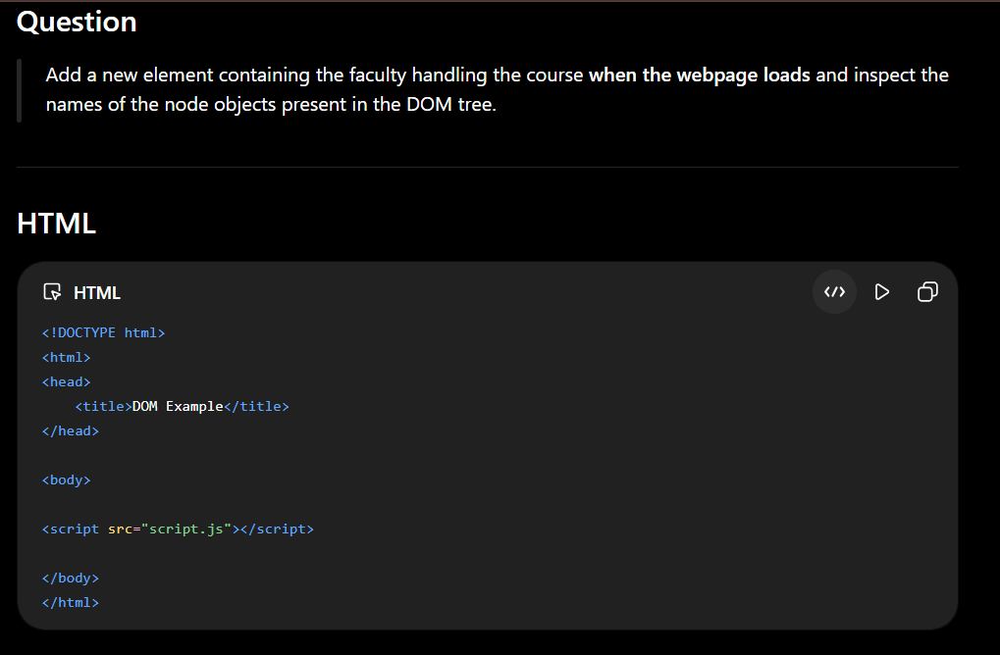 Question
Add a new element containing the faculty handling the course when the webpage loads and inspect the
names of the node objects present in the DOM tree.
HTML
HTML
<!DOCTYPE html>
<html>
<head>
    <title>DOM Example</title>
</head>
<body>
<script src="script.js"></script>
</body>
</html>